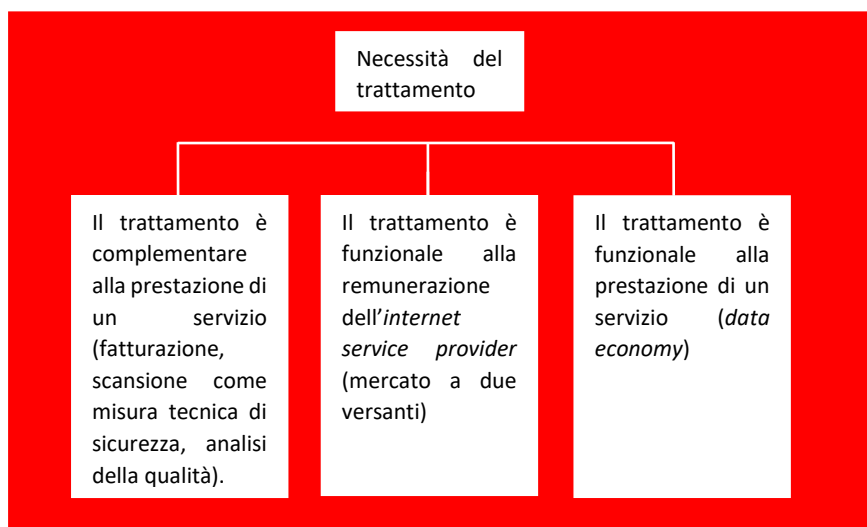 Necessità del
trattamento
Il trattamento è
complementare
alla prestazione di
un servizio
(fatturazione,
scansione come
misura tecnica di
sicurezza, analisi
della qualità).
Il trattamento è
funzionale alla
remunerazione
dell’internet
service provider
(mercato a due
versanti)
Il trattamento è
funzionale alla
prestazione di un
servizio (data
economy)